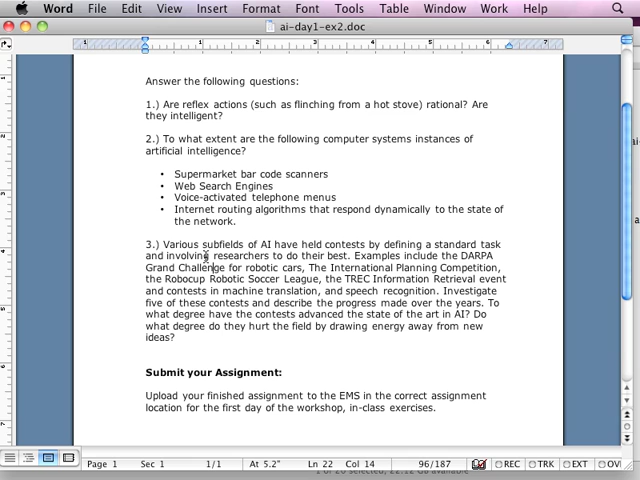 Word File Edit View Insert Format Font Tools Table Window Work Help
ai-day1-ex2.doc
Answer the following questions:
1.) Are reflex actions (such as flinching from a hot stove) rational? Are
they intelligent?
2.) To what extent are the following computer systems instances of
artificial intelligence?
• Supermarket bar code scanners
• Web Search Engines
• Voice-activated telephone menus
• Internet routing algorithms that respond dynamically to the state of
the network.
3.) Various subfields of AI have held contests by defining a standard task
and involving researchers to do their best. Examples include the DARPA
Grand Challenge for robotic cars, The International Planning Competition,
the Robocup Robotic Soccer League, the TREC Information Retrieval event
and contests in machine translation, and speech recognition. Investigate
five of these contests and describe the progress made over the years. To
what degree have the contests advanced the state of the art in AI? Do
what degree do they hurt the field by drawing energy away from new
ideas?
Submit your Assignment:
Upload your finished assignment to the EMS in the correct assignment
location for the first day of the workshop, in-class exercises.
Page 1 Sec 1 1/1 At 5.2" Ln 22 Col 14 96/187 REC TRK EXT OV